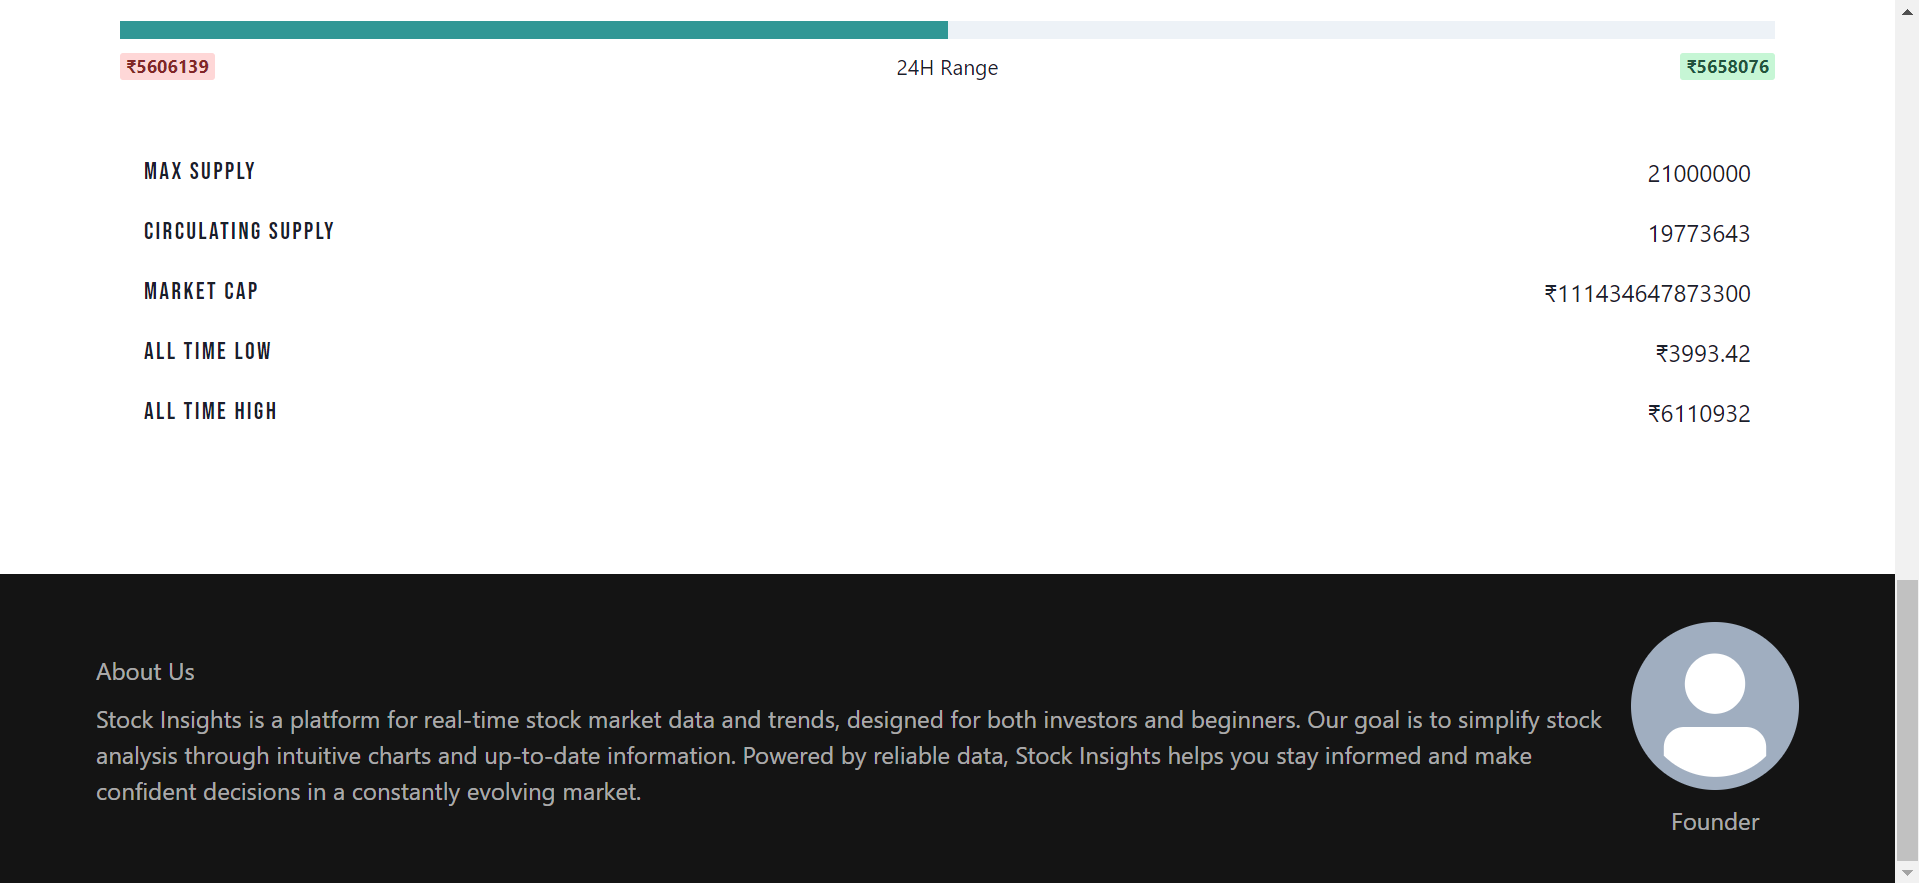 ₹5606139 24H Range ₹5658076
MAX SUPPLY 21000000
CIRCULATING SUPPLY 19773643
MARKET CAP ₹111434647873300
ALL TIME LOW ₹3993.42
ALL TIME HIGH ₹6110932
About Us
Stock Insights is a platform for real-time stock market data and trends, designed for both investors and beginners. Our goal is to simplify stock
analysis through intuitive charts and up-to-date information. Powered by reliable data, Stock Insights helps you stay informed and make
confident decisions in a constantly evolving market.
Founder